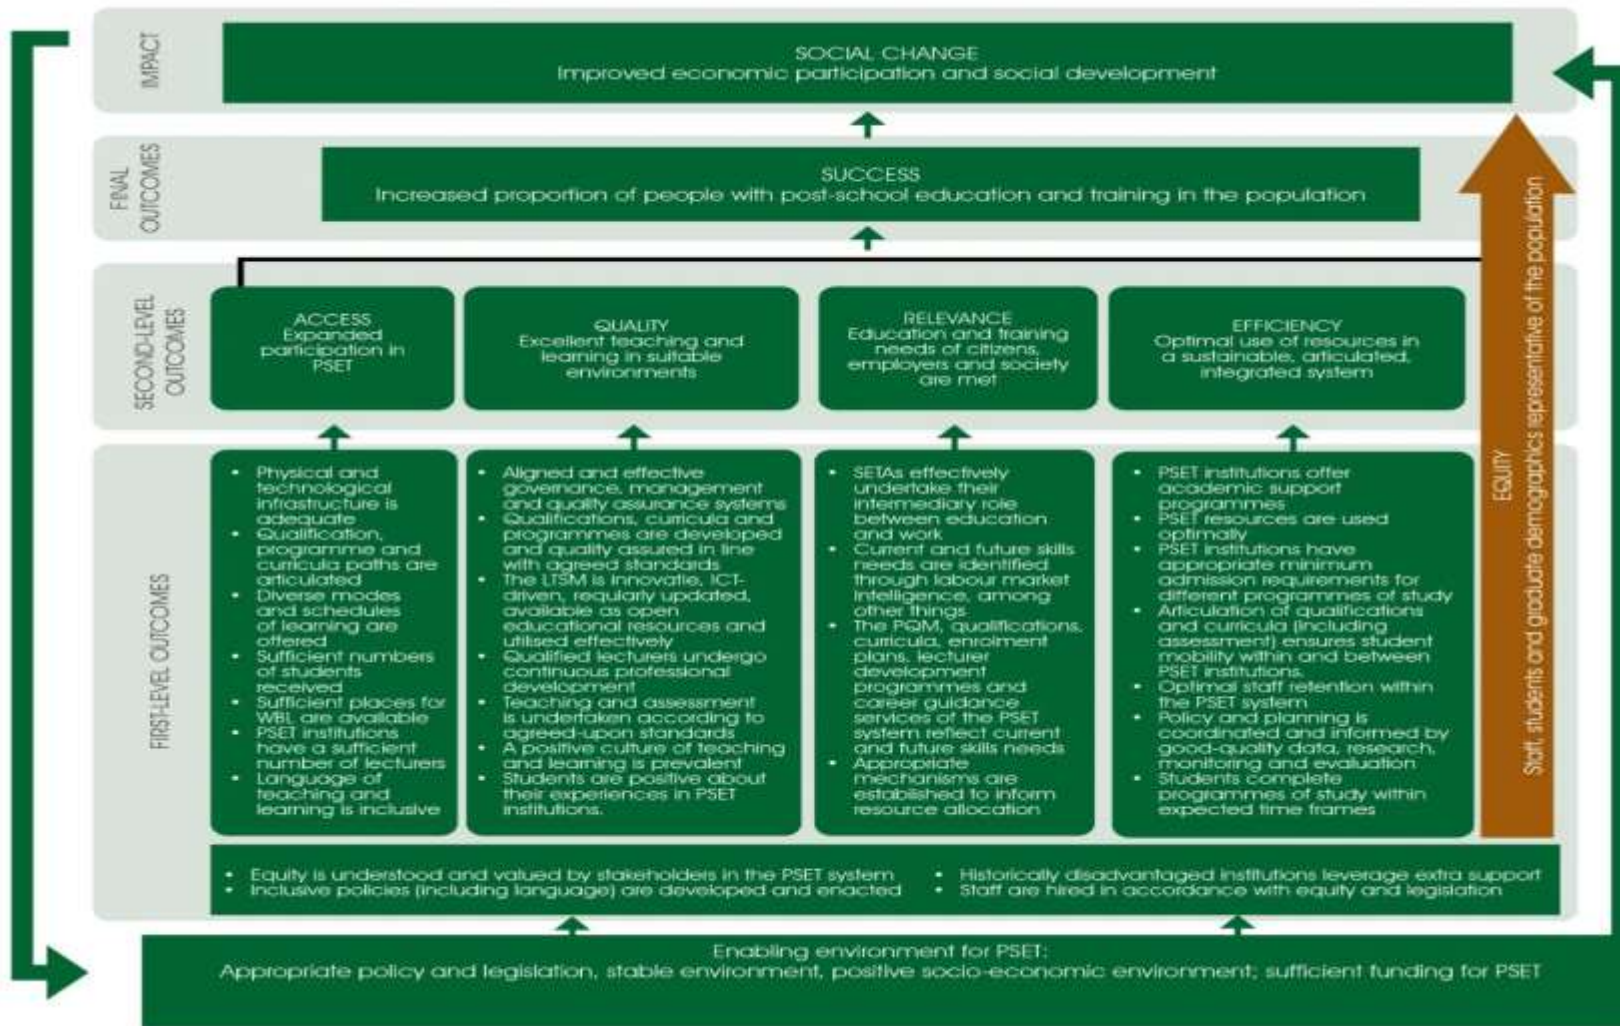 IMPACT
SOCIAL CHANGE
Improved economic participation and social development
FINAL
OUTCOMES
SUCCESS
Increased proportion of people with post-school education and training in the population
SECOND-LEVEL
OUTCOMES
ACCESS
Expanded
participation in
PSET
QUALITY
Excellent teaching and
learning in suitable
environments
RELEVANCE
Education and training
needs of citizens,
employers and society
are met
EFFICIENCY
Optimal use of resources in
a sustainable, articulated,
integrated system
FIRST-LEVEL OUTCOMES
• Physical and
technological
infrastructure is
adequate
• Qualification,
programme and
curricula paths are
articulated
• Diverse modes
and schedules
of learning are
offered
• Sufficient numbers
of students
received
• Sufficient places for
WBL are available
• PSET institutions
have a sufficient
number of lecturers
• Language of
teaching and
learning is inclusive
• Aligned and effective
governance, management
and quality assurance systems
• Qualifications, curricula and
programmes are developed
and quality assured in line
with agreed standards
• The LTSM is innovatie, ICT-
driven, regularly updated,
available as open
educational resources and
utilised effectively
• Qualified lecturers undergo
continuous professional
development
• Teaching and assessment
is undertaken according to
agreed-upon standards
• A positive culture of teaching
and learning is prevalent
• Students are positive about
their experiences in PSET
institutions.
• SETAs effectively
undertake their
intermediary role
between education
and work
• Current and future skills
needs are identified
through labour market
Intelligence, among
other things
• The PQM, qualifications,
curricula, enrolment
plans, lecturer
development
programmes and
career guidance
services of the PSET
system reflect current
and future skills needs
• Appropriate
mechanisms are
established to inform
resource allocation
• PSET institutions offer
academic support
programmes
• PSET resources are used
optimally
• PSET institutions have
appropriate minimum
admission requirements for
different programmes of study
• Articulation of qualifications
and curricula (including
assessment) ensures student
mobility within and between
PSET institutions.
• Optimal staff retention within
the PSET system
• Policy and planning is
coordinated and informed by
good-quality data, research,
monitoring and evaluation
• Students complete
programmes of study within
expected time frames
EQUITY
Staff, students and graduate demographics representative of the population
• Equity is understood and valued by stakeholders in the PSET system
• Inclusive policies (including language) are developed and enacted
• Historically disadvantaged institutions leverage extra support
• Staff are hired in accordance with equity and legislation
Enabling environment for PSET:
Appropriate policy and legislation, stable environment, positive socio-economic environment; sufficient funding for PSET